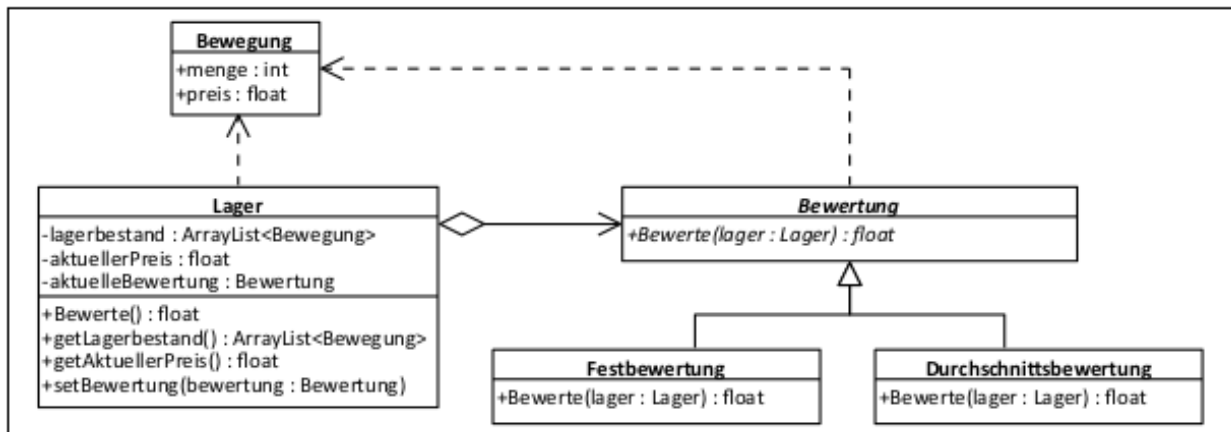 Bewegung
+menge : int
+preis : float
Lager
-lagerbestand : ArrayList<Bewegung>
-aktuellerPreis : float
-aktuelleBewertung : Bewertung
+Bewerte() : float
+getLagerbestand() : ArrayList<Bewegung>
+getAktuellerPreis() : float
+setBewertung(bewertung : Bewertung)
Bewertung
+Bewerte(lager : Lager) : float
Festbewertung
+Bewerte(lager : Lager) : float
Durchschnittsbewertung
+Bewerte(lager : Lager) : float